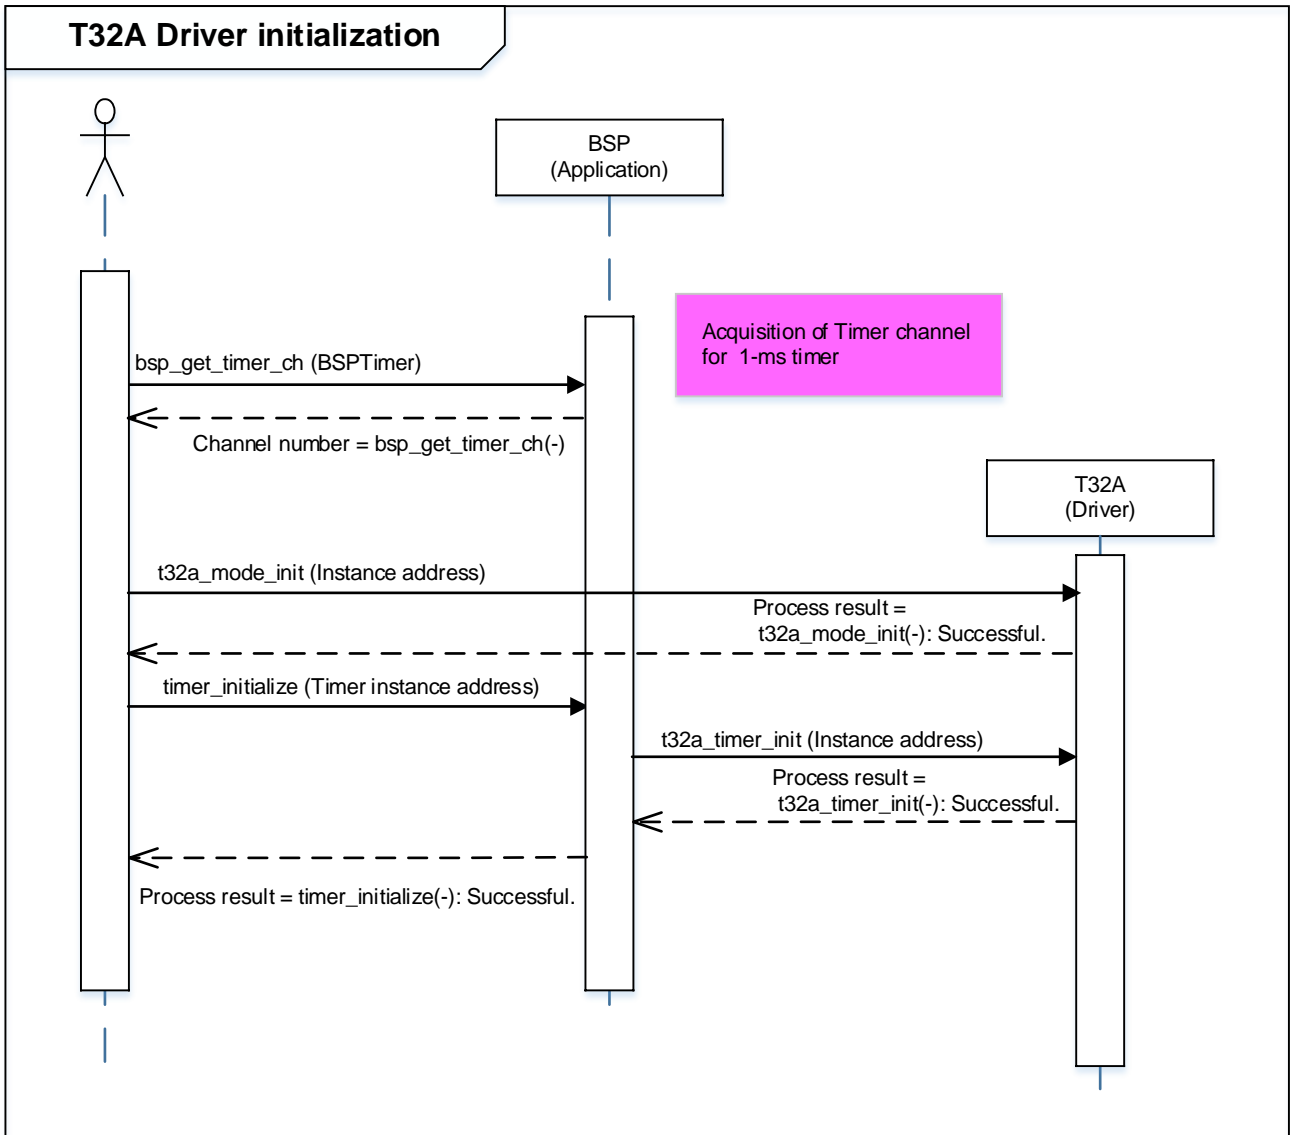 T32A Driver initialization
BSP
(Application)
Acquisition of Timer channel
for 1-ms timer
bsp_get_timer_ch (BSPTimer)
Channel number = bsp_get_timer_ch(-)
T32A
(Driver)
t32a_mode_init (Instance address)
Process result =
t32a_mode_init(-): Successful.
timer_initialize (Timer instance address)
t32a_timer_init (Instance address)
Process result =
t32a_timer_init(-): Successful.
Process result = timer_initialize(-): Successful.